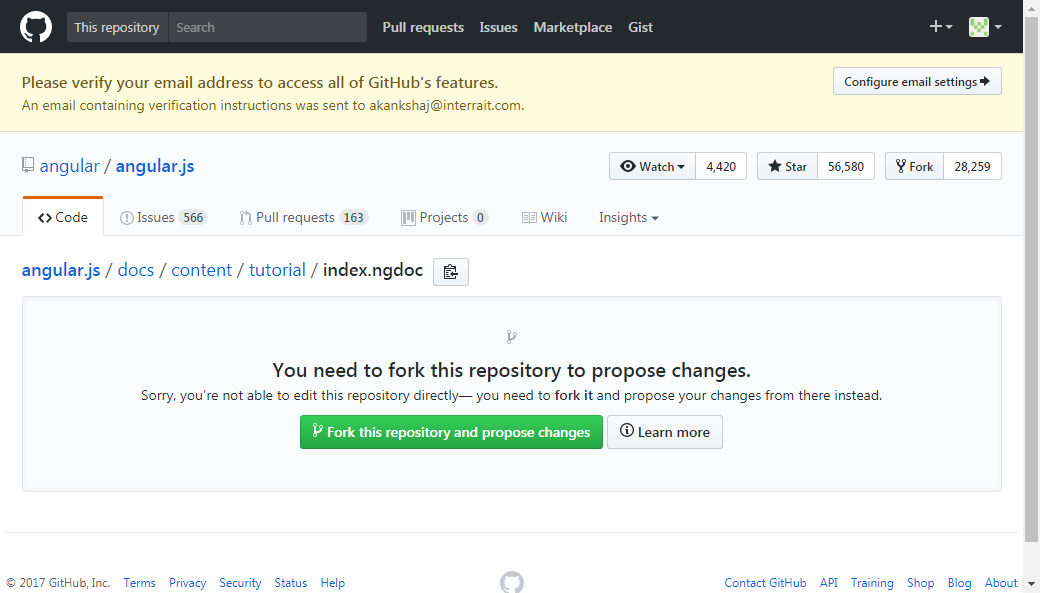 This repository Search Pull requests Issues Marketplace Gist
Please verify your email address to access all of GitHub's features.
An email containing verification instructions was sent to akankshaj@interrait.com.
Configure email settings
angular / angular.js
Watch 4,420 Star 56,580 Fork 28,259
Code Issues 566 Pull requests 163 Projects 0 Wiki Insights
angular.js / docs / content / tutorial / index.ngdoc
You need to fork this repository to propose changes.
Sorry, you're not able to edit this repository directly— you need to fork it and propose your changes from there instead.
Fork this repository and propose changes Learn more
© 2017 GitHub, Inc. Terms Privacy Security Status Help Contact GitHub API Training Shop Blog About